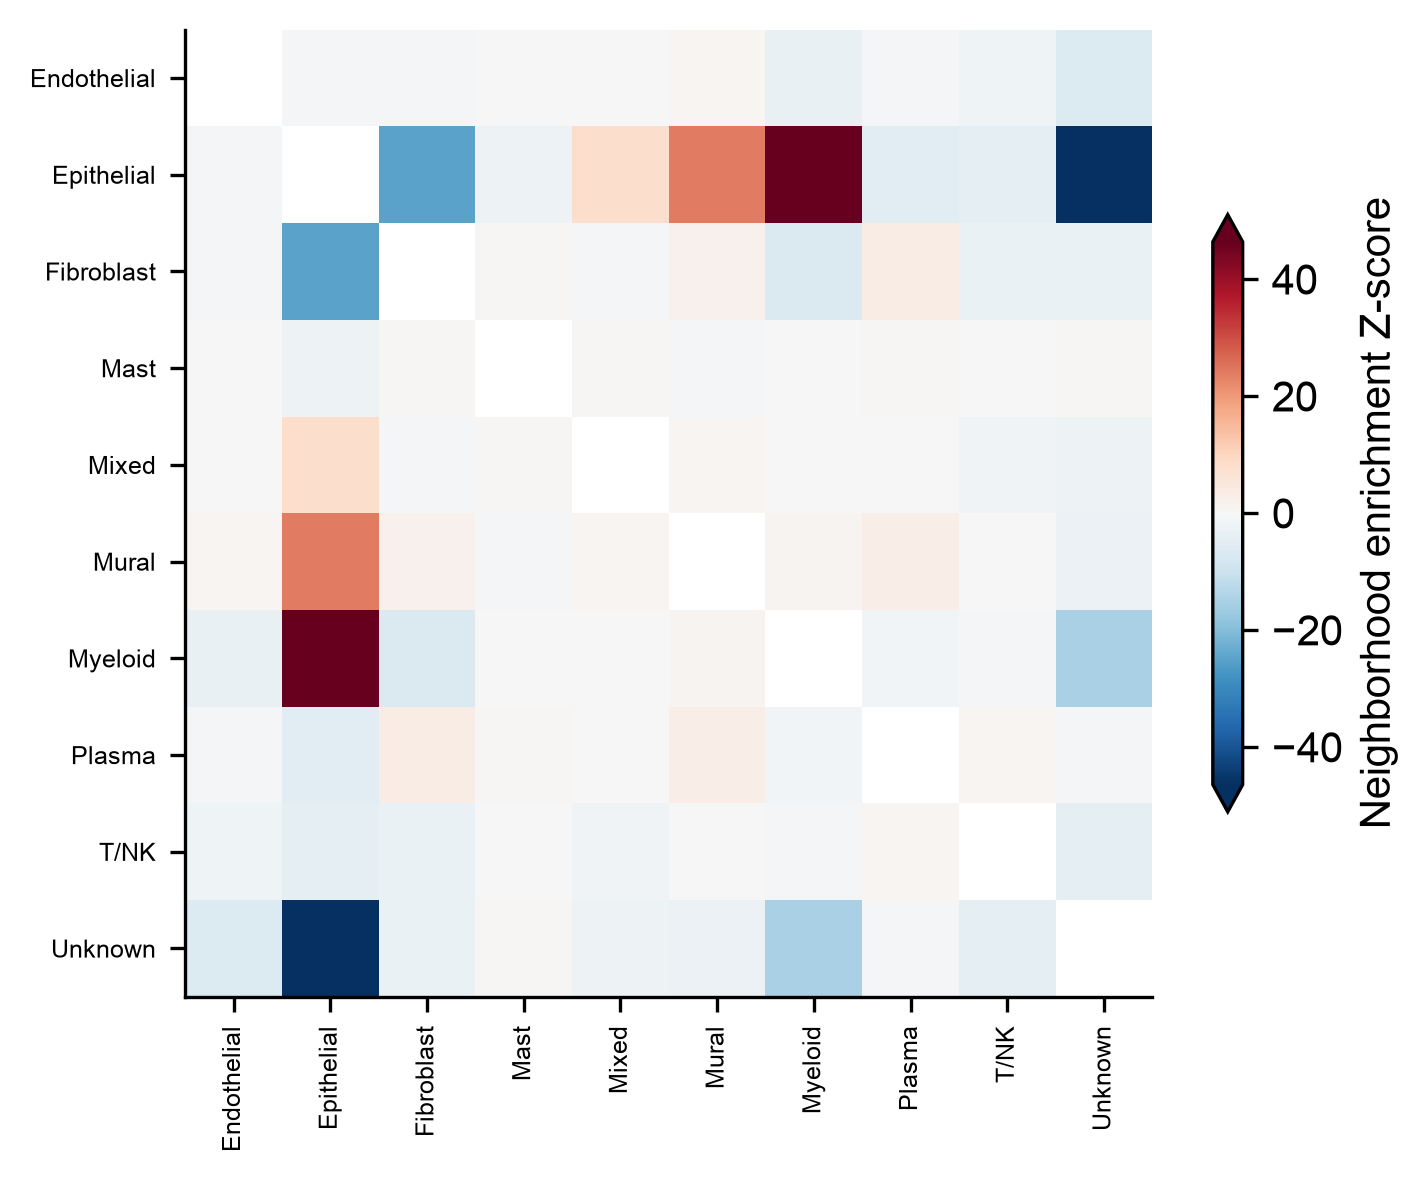 Endothelial
Epithelial
Fibroblast
Mast
Mixed
Mural
Myeloid
Plasma
T/NK
Unknown
Endothelial
Epithelial
Fibroblast
Mast
Mixed
Mural
Myeloid
Plasma
T/NK
Unknown
40
20
0
−20
−40
Neighborhood enrichment Z-score